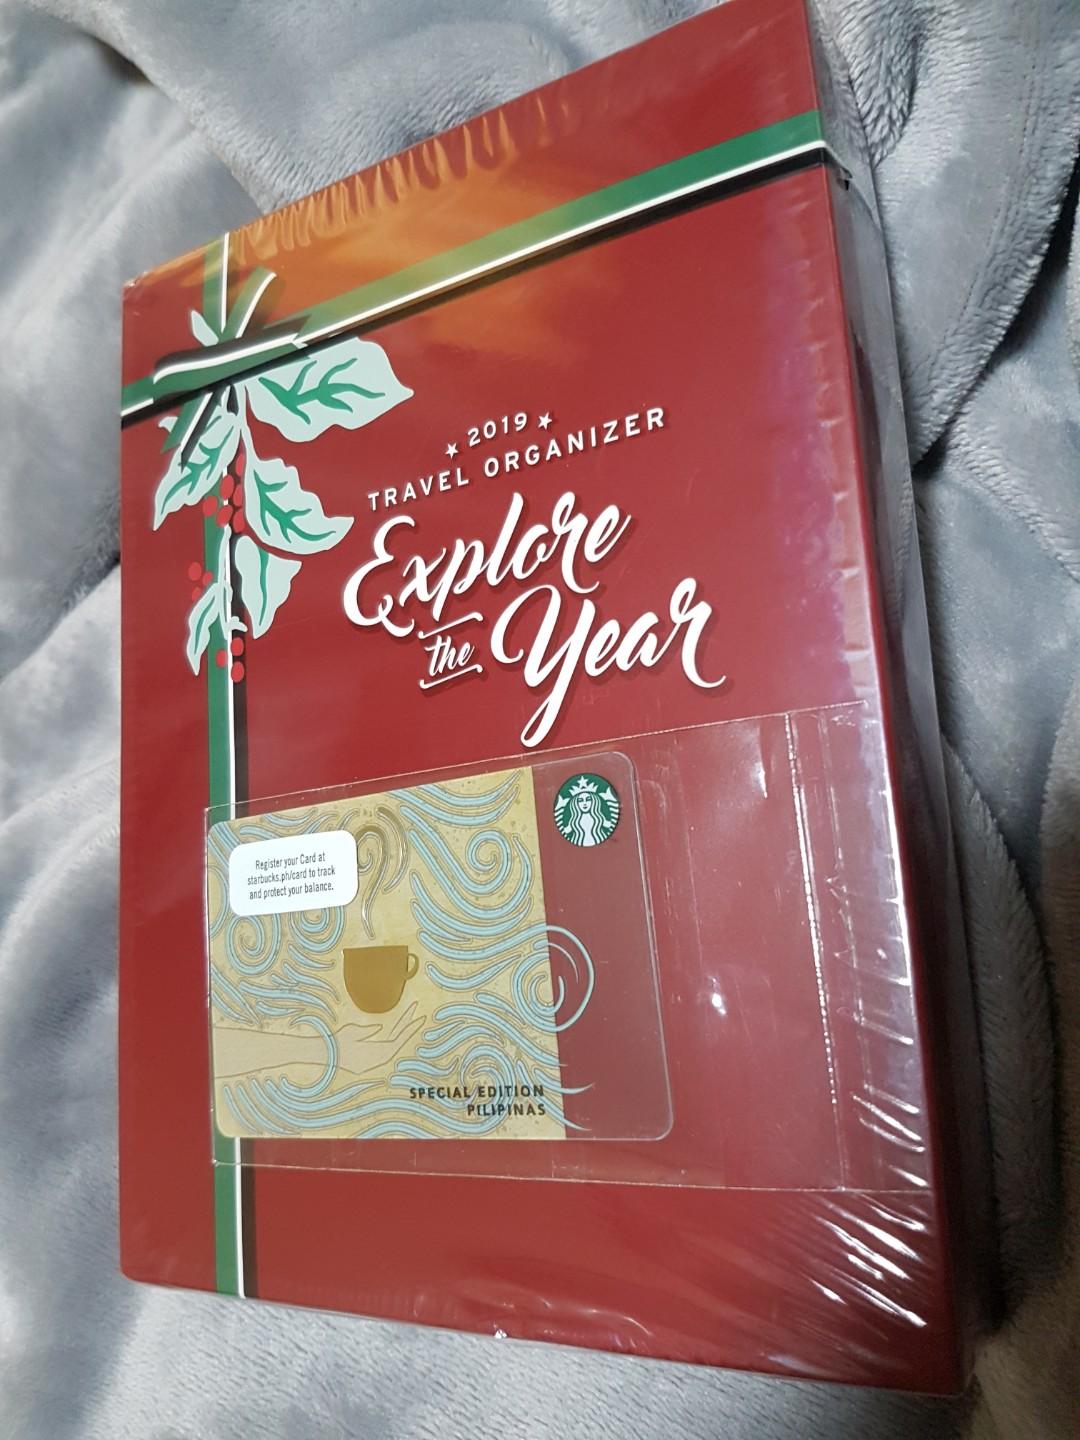 ★ 2019 ★
TRAVEL ORGANIZER
Explore
the
Year
Register your Card at
starbucks.ph/card to track
and protect your balance.
SPECIAL EDITION
PILIPINAS